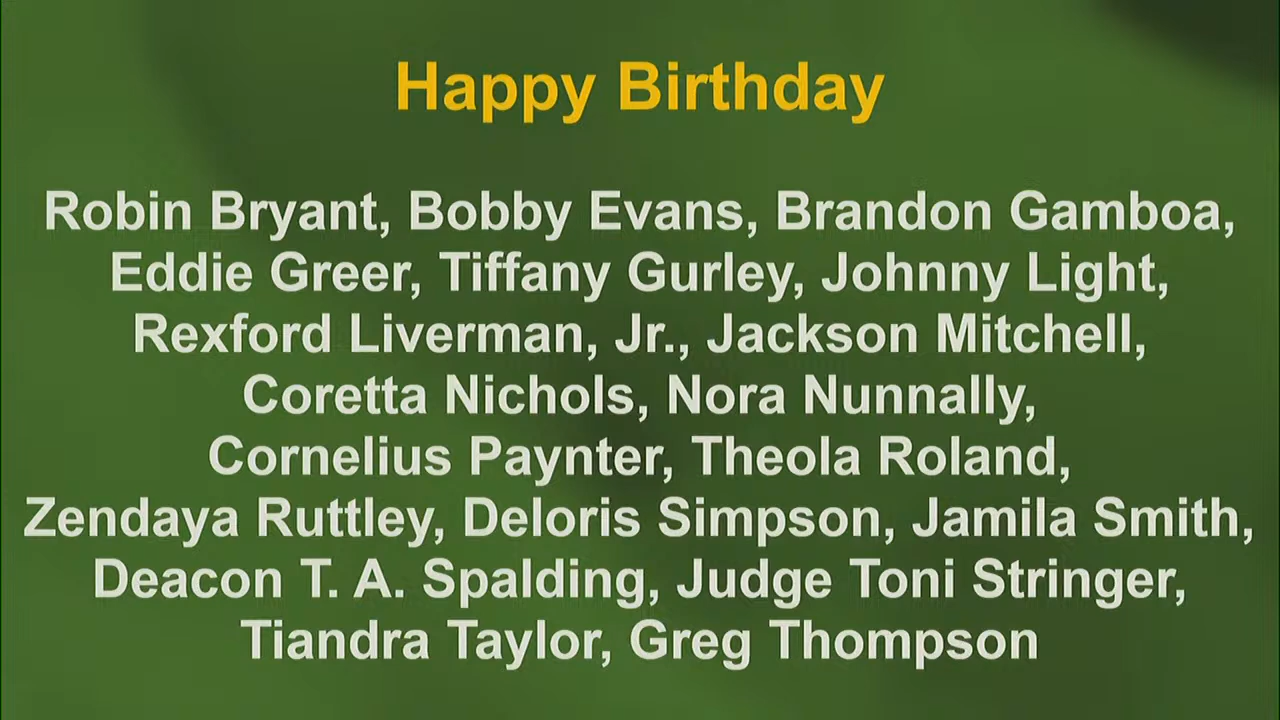 Happy Birthday
Robin Bryant, Bobby Evans, Brandon Gamboa,
Eddie Greer, Tiffany Gurley, Johnny Light,
Rexford Liverman, Jr., Jackson Mitchell,
Coretta Nichols, Nora Nunnally,
Cornelius Paynter, Theola Roland,
Zendaya Ruttley, Deloris Simpson, Jamila Smith,
Deacon T. A. Spalding, Judge Toni Stringer,
Tiandra Taylor, Greg Thompson